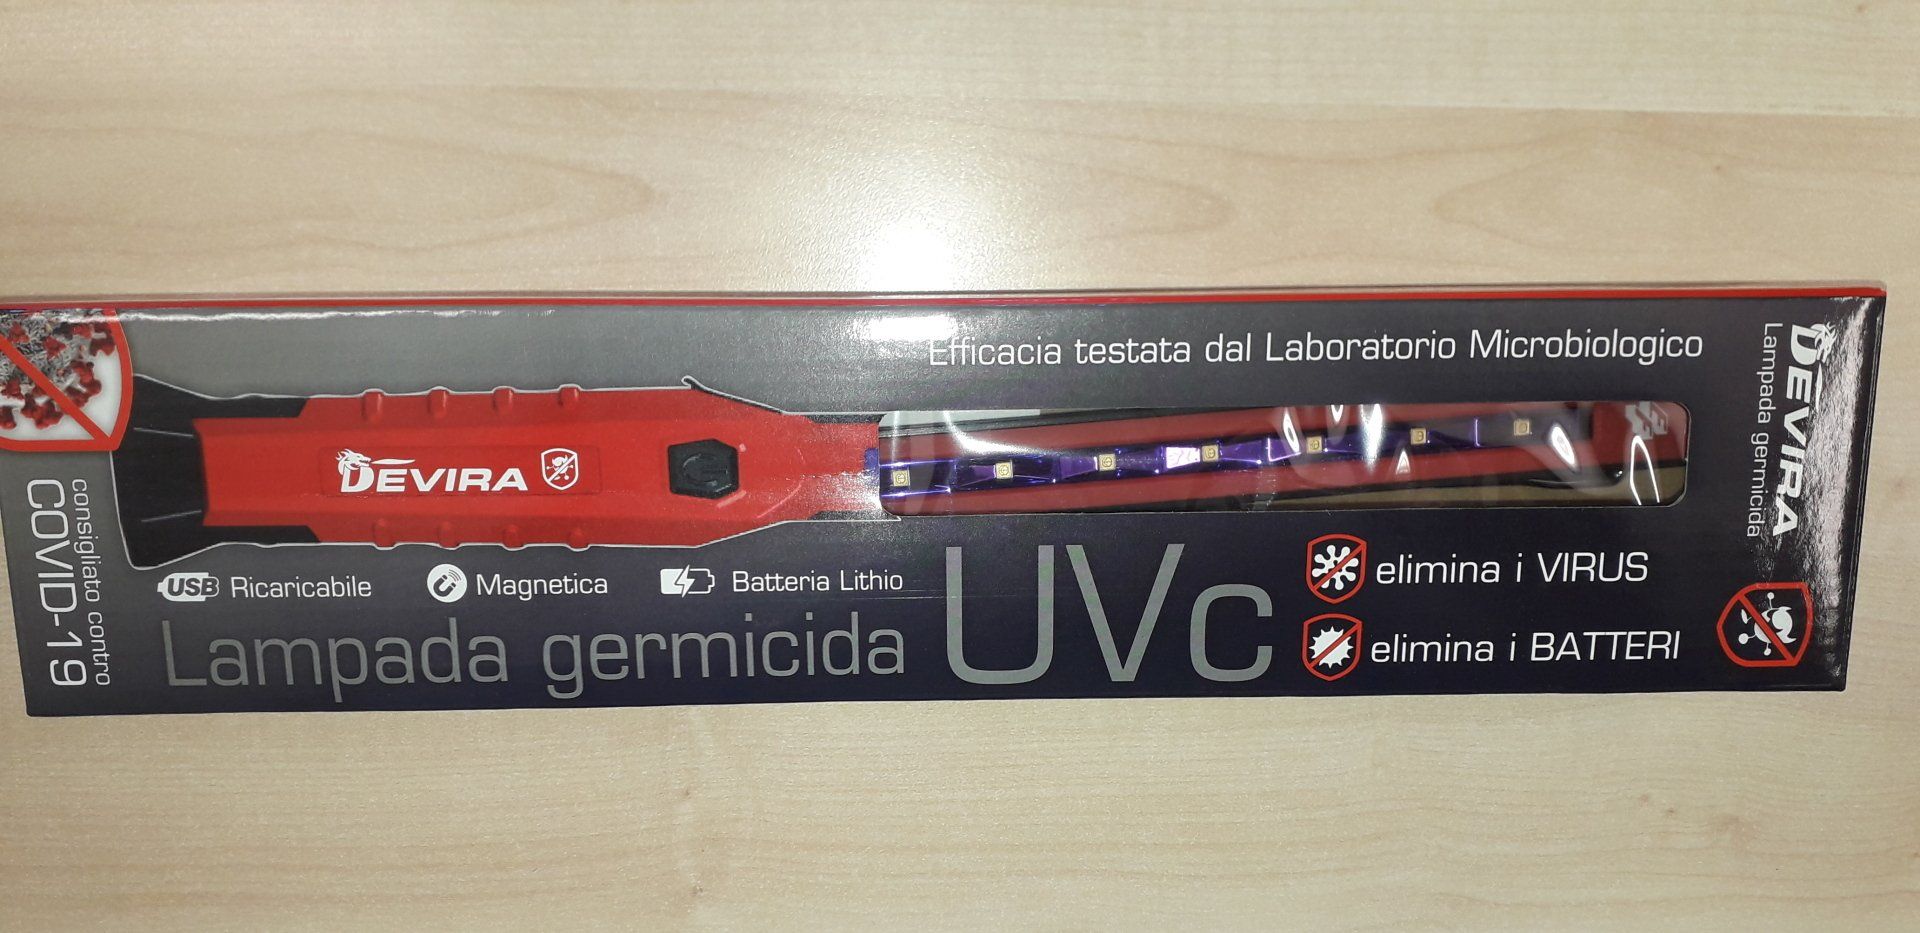 Efficacia testata dal Laboratorio Microbiologico
DEVIRA
USB Ricaricabile
Magnetica
Batteria Lithio
Lampada germicida UVc
elimina i VIRUS
elimina i BATTERI
consigliato contro
COVID-19
DEVIRA
Lampada germicida